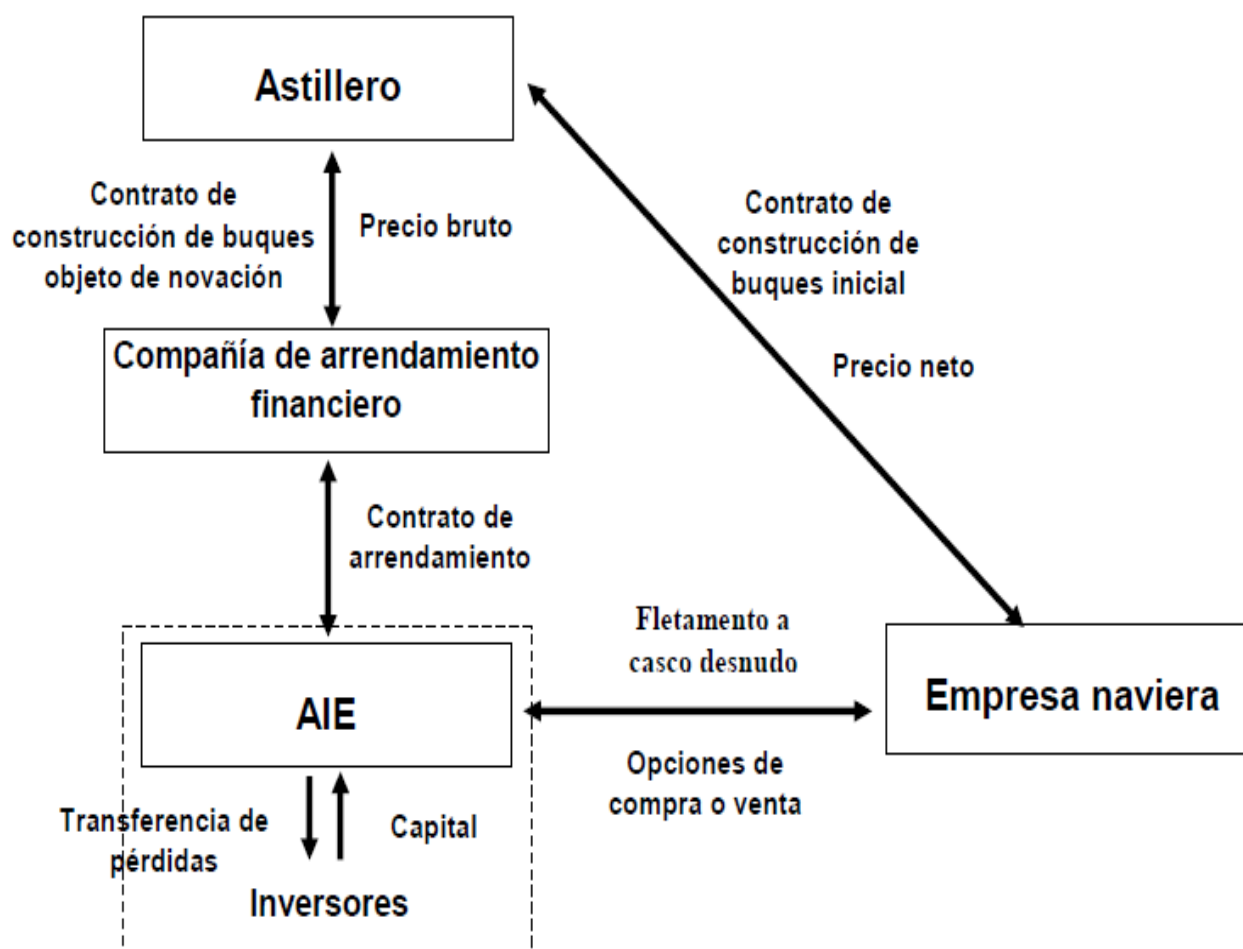 Astillero
Contrato de
construcción de buques
objeto de novación
Precio bruto
Contrato de
construcción de
buques inicial
Compañía de arrendamiento
financiero
Precio neto
Contrato de
arrendamiento
Fletamento a
casco desnudo
AIE
Empresa naviera
Opciones de
compra o venta
Transferencia de
pérdidas
Capital
Inversores